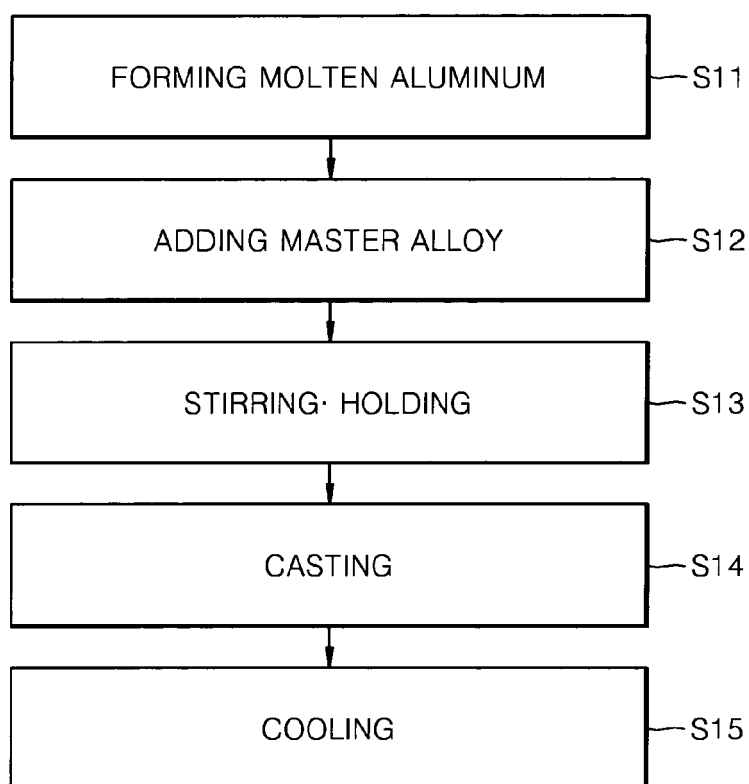 FORMING MOLTEN ALUMINUM S11
ADDING MASTER ALLOY S12
STIRRING· HOLDING S13
CASTING S14
COOLING S15